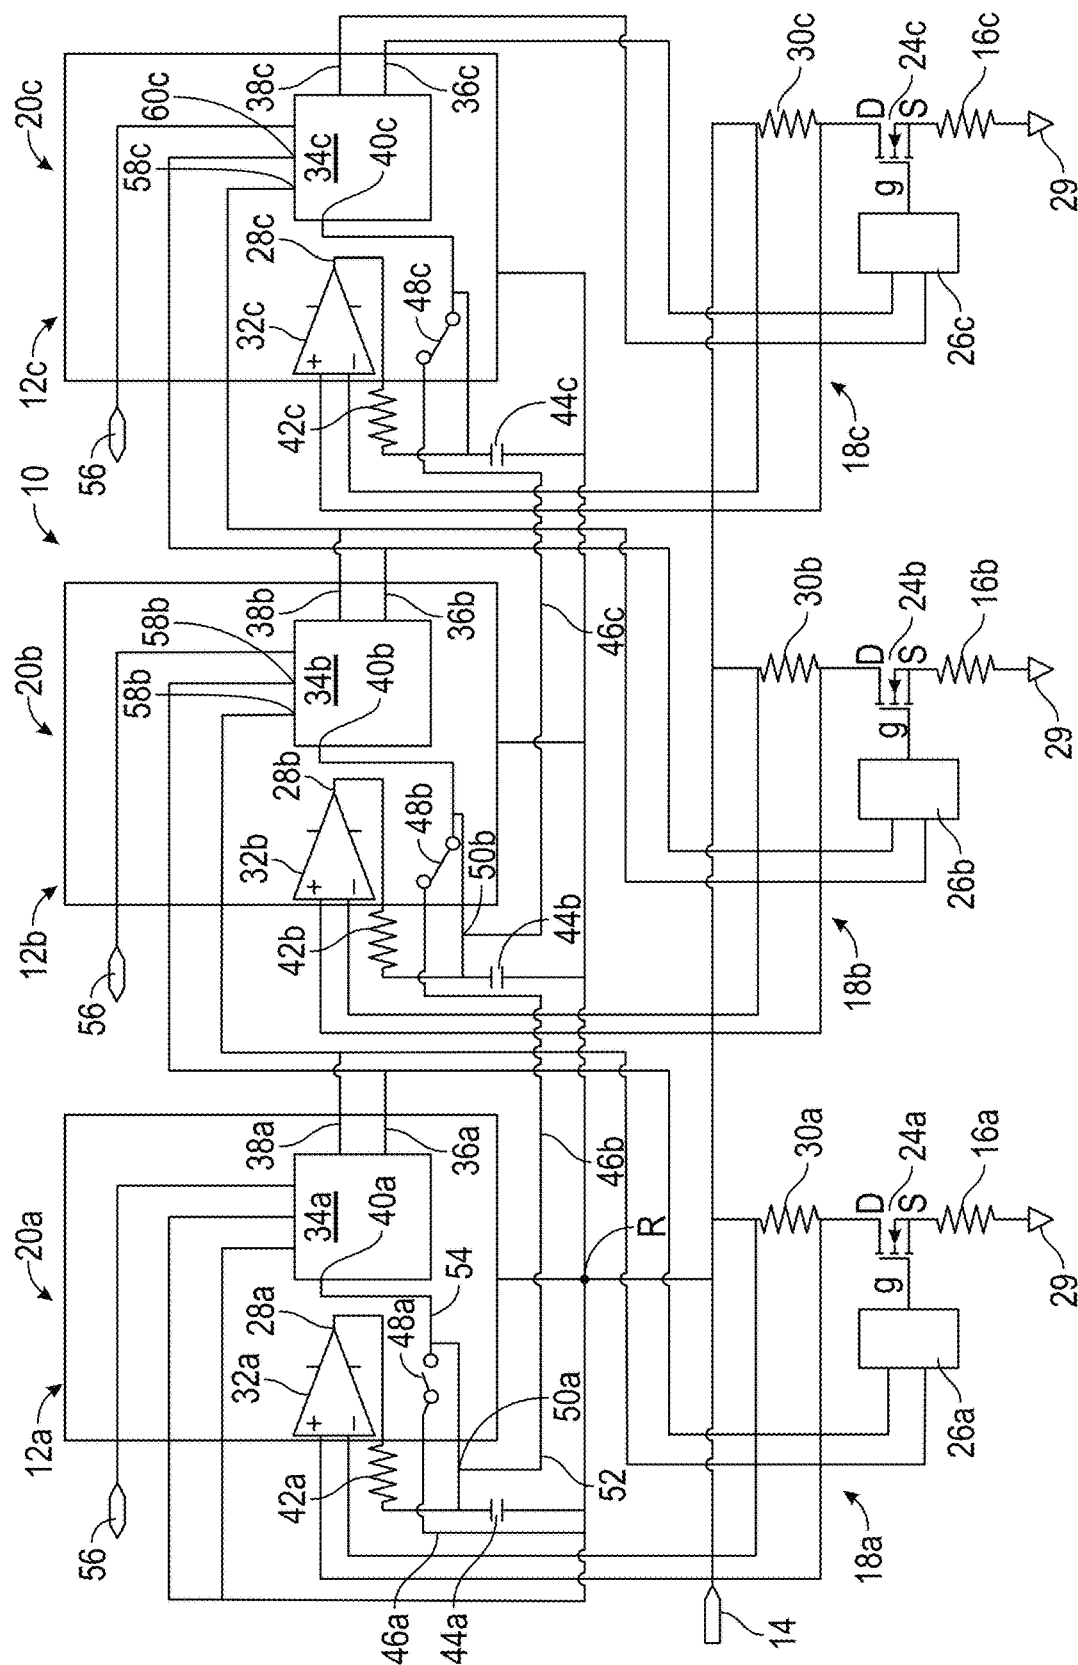 12a
20a
12b
20b
10
12c
20c
56
56
56
58b
58b
58c
60c
32a
28a
38a
32b
28b
38b
32c
28c
38c
42a
42b
42c
+
34a
+
34b
+
34c
−
−
−
40a
40b
40c
46a
48a
48b
48c
44a
54
36a
50b
36b
36c
50a
44b
44c
52
46b
46c
R
14
30a
30b
30c
18a
D
18b
D
18c
D
g
S
24a
g
S
24b
g
S
24c
26a
16a
26b
16b
26c
16c
29
29
29